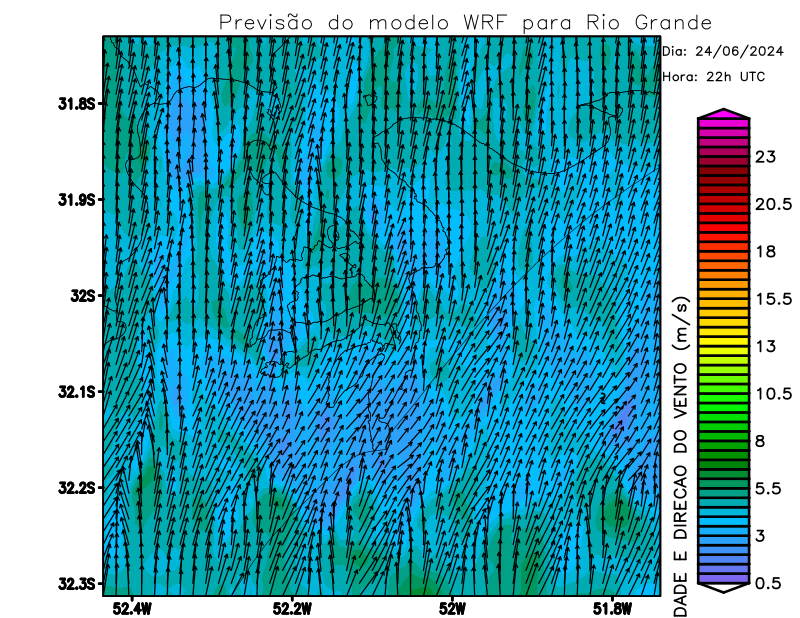 Previsão do modelo WRF para Rio Grande
Dia: 24/06/2024
Hora: 22h UTC
31.8S
31.9S
32S
32.1S
32.2S
32.3S
52.4W
52.2W
52W
51.8W
23
20.5
18
15.5
13
10.5
8
5.5
3
0.5
DADE E DIRECAO DO VENTO (m/s)